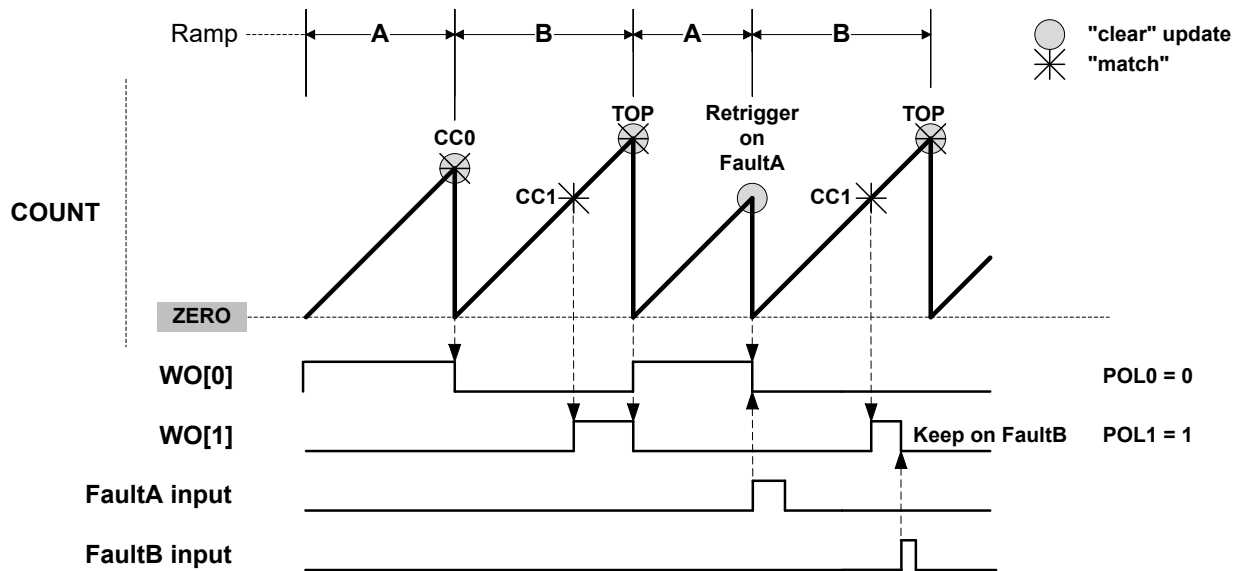 Ramp
A
B
A
B
"clear" update
"match"
COUNT
CC0
TOP
Retrigger
on
FaultA
TOP
CC1
CC1
ZERO
WO[0]
POL0 = 0
WO[1]
Keep on FaultB
POL1 = 1
FaultA input
FaultB input